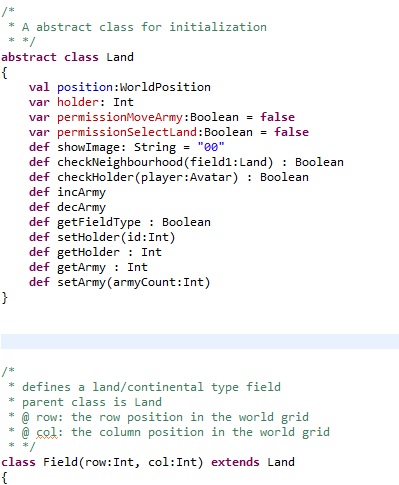 /*
 * A abstract class for initialization
 * */
abstract class Land
{
    val position:WorldPosition
    var holder: Int
    var permissionMoveArmy:Boolean = false
    var permissionSelectLand:Boolean = false
    def showImage: String = "00"
    def checkNeighbourhood(field1:Land) : Boolean
    def checkHolder(player:Avatar) : Boolean
    def incArmy
    def decArmy
    def getFieldType : Boolean
    def setHolder(id:Int)
    def getHolder : Int
    def getArmy : Int
    def setArmy(armyCount:Int)
}
/*
 * defines a land/continental type field
 * parent class is Land
 * @ row: the row position in the world grid
 * @ col: the column position in the world grid
 * */
class Field(row:Int, col:Int) extends Land
{